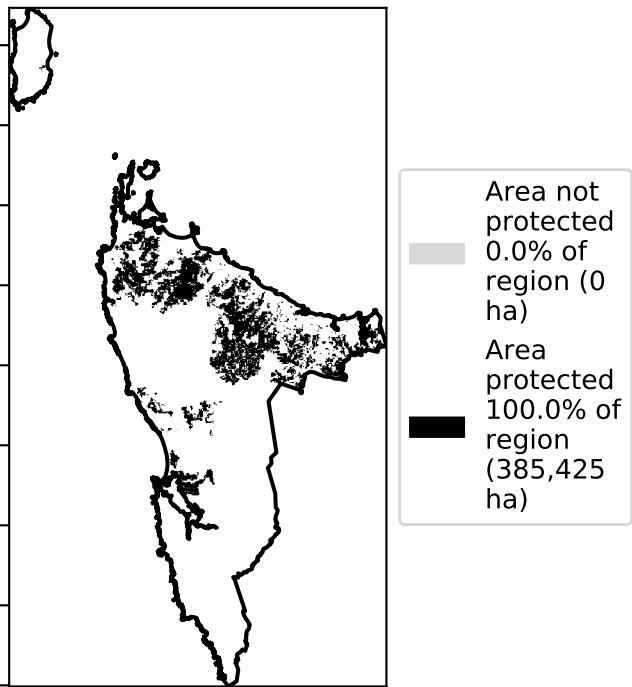 Area not
protected
0.0% of
region (0
ha)
Area
protected
100.0% of
region
(385,425
ha)